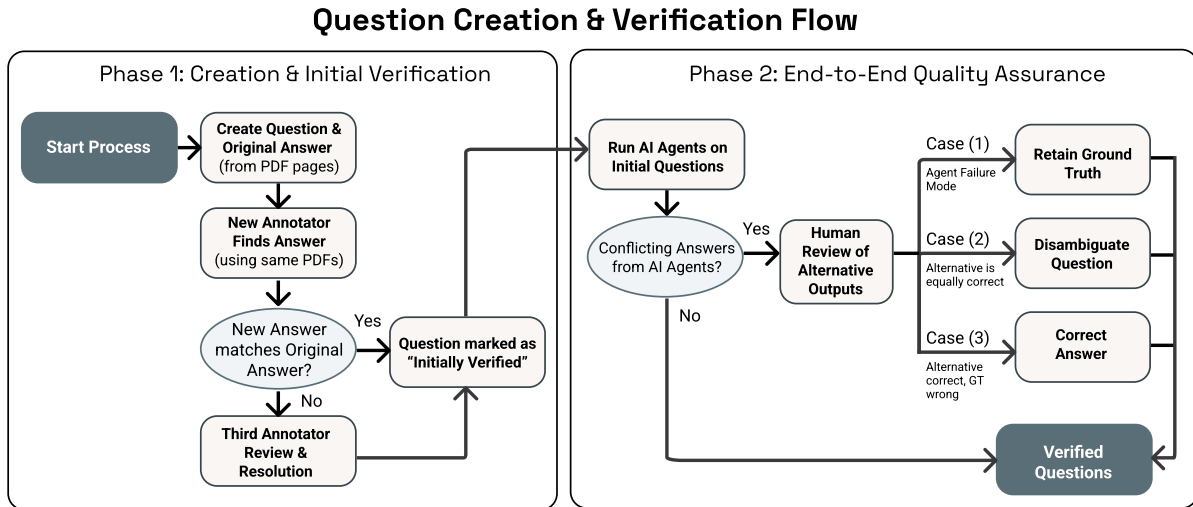 Question Creation & Verification Flow
Phase 1: Creation & Initial Verification
Start Process
Create Question &
Original Answer
(from PDF pages)
New Annotator
Finds Answer
(using same PDFs)
New Answer
matches Original
Answer?
Yes
No
Question marked as
“Initially Verified”
Third Annotator
Review &
Resolution
Phase 2: End-to-End Quality Assurance
Run AI Agents on
Initial Questions
Conflicting Answers
from AI Agents?
Yes
No
Human
Review of
Alternative
Outputs
Case (1)
Agent Failure
Mode
Retain Ground
Truth
Case (2)
Alternative is
equally correct
Disambiguate
Question
Case (3)
Alternative
correct, GT
wrong
Correct
Answer
Verified
Questions